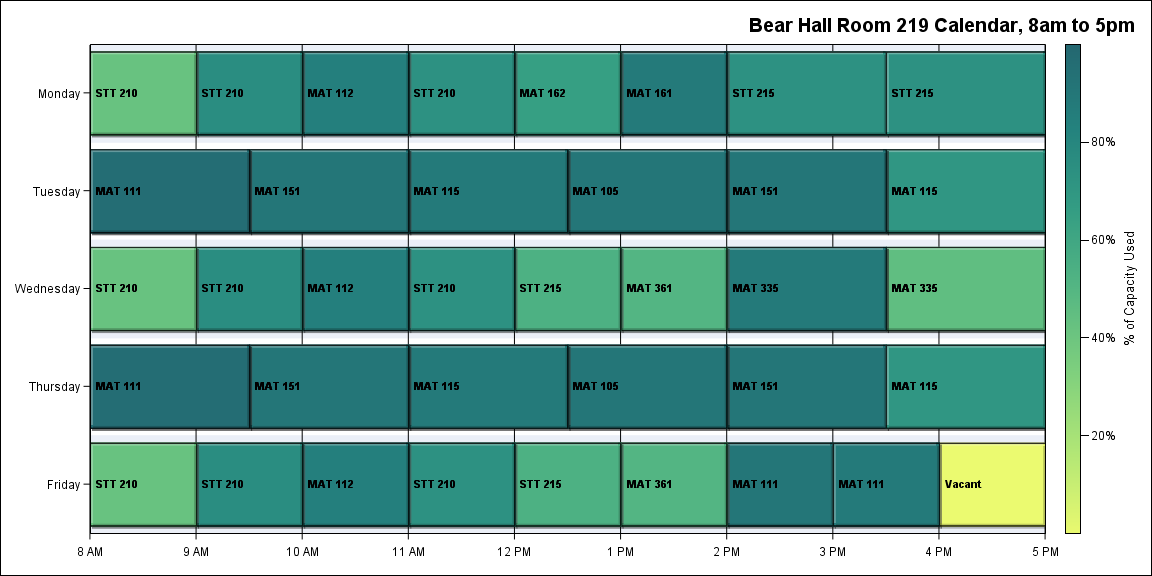 Bear Hall Room 219 Calendar, 8am to 5pm
Monday STT 210 STT 210 MAT 112 STT 210 MAT 162 MAT 161 STT 215 STT 215
80%
Tuesday MAT 111 MAT 151 MAT 115 MAT 105 MAT 151 MAT 115
60%
% of Capacity Used
Wednesday STT 210 STT 210 MAT 112 STT 210 STT 215 MAT 361 MAT 335 MAT 335
40%
Thursday MAT 111 MAT 151 MAT 115 MAT 105 MAT 151 MAT 115
20%
Friday STT 210 STT 210 MAT 112 STT 210 STT 215 MAT 361 MAT 111 MAT 111 Vacant
8 AM 9 AM 10 AM 11 AM 12 PM 1 PM 2 PM 3 PM 4 PM 5 PM